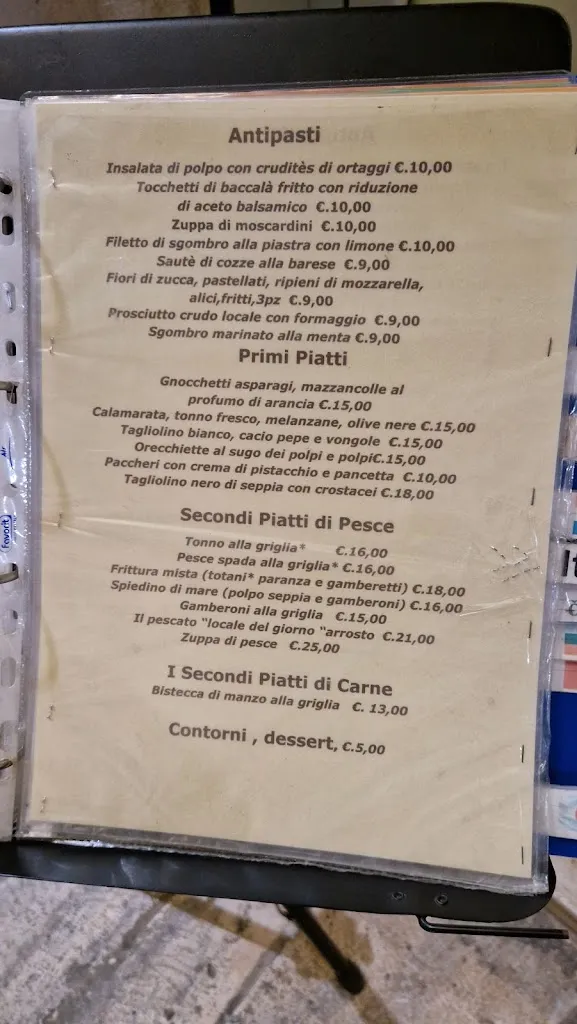 Antipasti
Insalata di polpo con cruditès di ortaggi €.10,00
Tocchetti di baccalà fritto con riduzione
di aceto balsamico €.10,00
Zuppa di moscardini €.10,00
Filetto di sgombro alla piastra con limone €.10,00
Sautè di cozze alla barese €.9,00
Fiori di zucca, pastellati, ripieni di mozzarella,
alici,fritti,3pz €.9,00
Prosciutto crudo locale con formaggio €.9,00
Sgombro marinato alla menta €.9,00
Primi Piatti
Gnocchetti asparagi, mazzancolle al
profumo di arancia €.15,00
Calamarata, tonno fresco, melanzane, olive nere €.15,00
Tagliolino bianco, cacio pepe e vongole €.15,00
Orecchiette al sugo dei polpi e polpi€.15,00
Paccheri con crema di pistacchio e pancetta €.10,00
Tagliolino nero di seppia con crostacei €.18,00
Secondi Piatti di Pesce
Tonno alla griglia* €.16,00
Pesce spada alla griglia* €.16,00
Frittura mista (totani* paranza e gamberetti) €.18,00
Spiedino di mare (polpo seppia e gamberoni) €.16,00
Gamberoni alla griglia €.15,00
Il pescato "locale del giorno "arrosto €.21,00
Zuppa di pesce €.25,00
I Secondi Piatti di Carne
Bistecca di manzo alla griglia €. 13,00
Contorni , dessert, €.5,00
Favorit